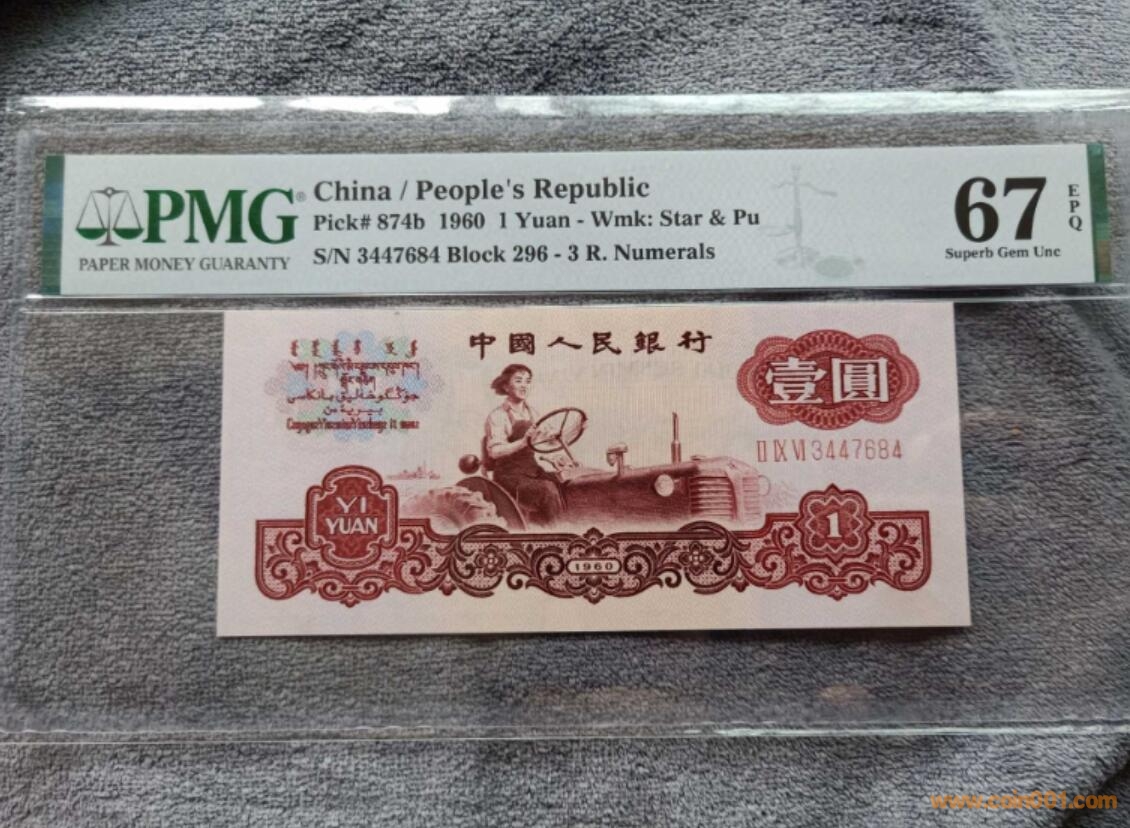 PMG®
PAPER MONEY GUARANTY
China / People's Republic
Pick# 874b 1960 1 Yuan - Wmk: Star & Pu
S/N 3447684 Block 296 - 3 R. Numerals
67
EPQ
Superb Gem Unc
中國人民銀行
壹圓
Ⅱ Ⅸ Ⅵ 3447684
YI
YUAN
1960
1
www.coin001.com